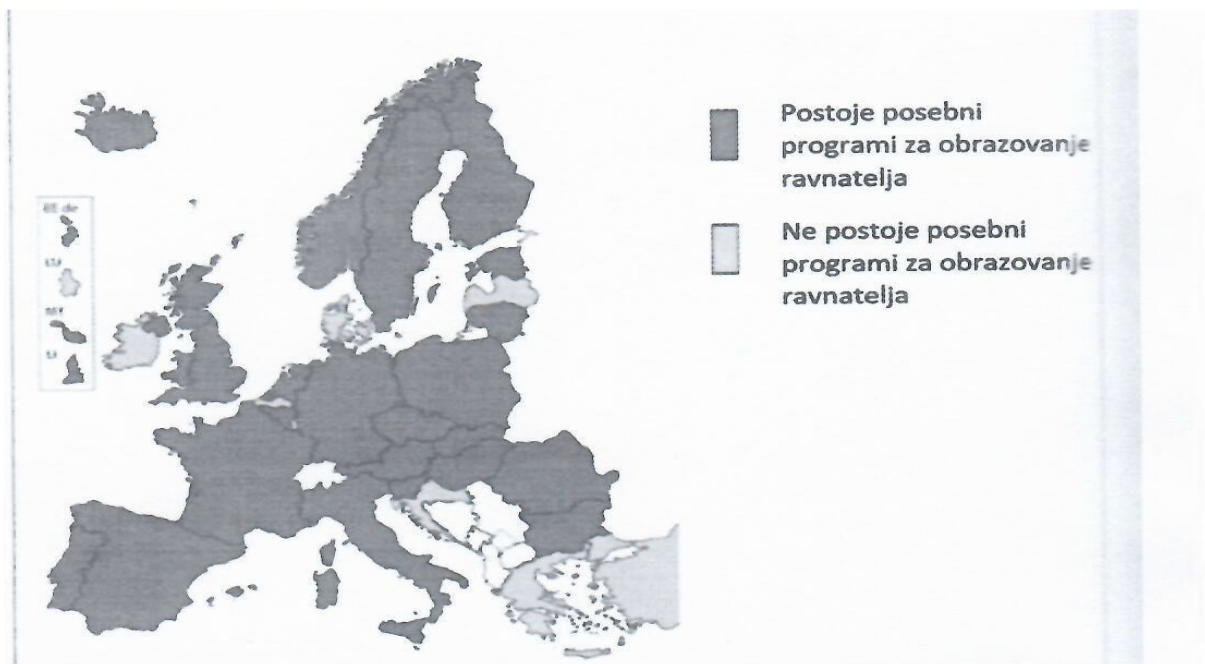 Postoje posebni
programi za obrazovanje
ravnatelja
Ne postoje posebni
programi za obrazovanje
ravnatelja